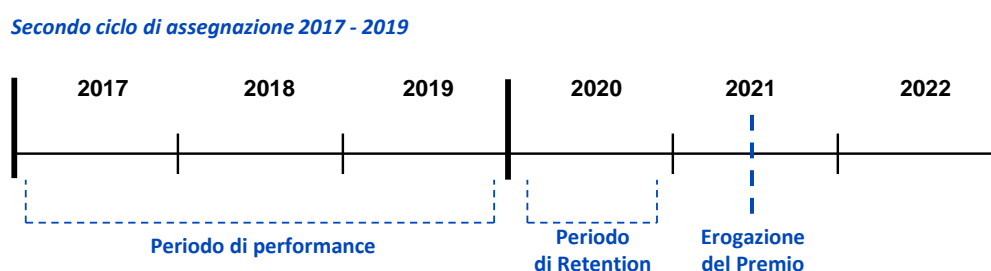 Secondo ciclo di assegnazione 2017 - 2019
2017 2018 2019 2020 2021 2022
Periodo di performance
Periodo
di Retention
Erogazione
del Premio